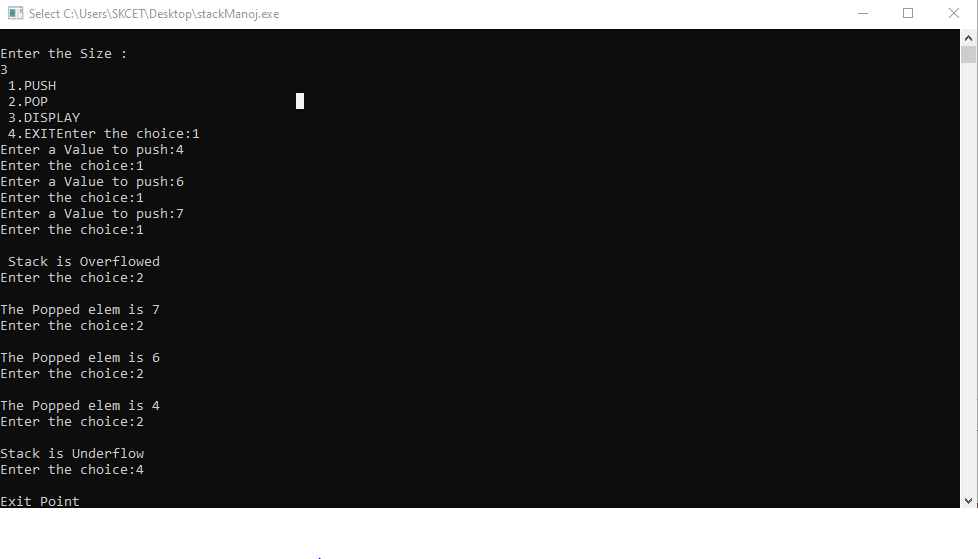 Select C:\Users\SKCET\Desktop\stackManoj.exe
Enter the Size :
3
1.PUSH
2.POP
3.DISPLAY
4.EXITEnter the choice:1
Enter a Value to push:4
Enter the choice:1
Enter a Value to push:6
Enter the choice:1
Enter a Value to push:7
Enter the choice:1
Stack is Overflowed
Enter the choice:2
The Popped elem is 7
Enter the choice:2
The Popped elem is 6
Enter the choice:2
The Popped elem is 4
Enter the choice:2
Stack is Underflow
Enter the choice:4
Exit Point